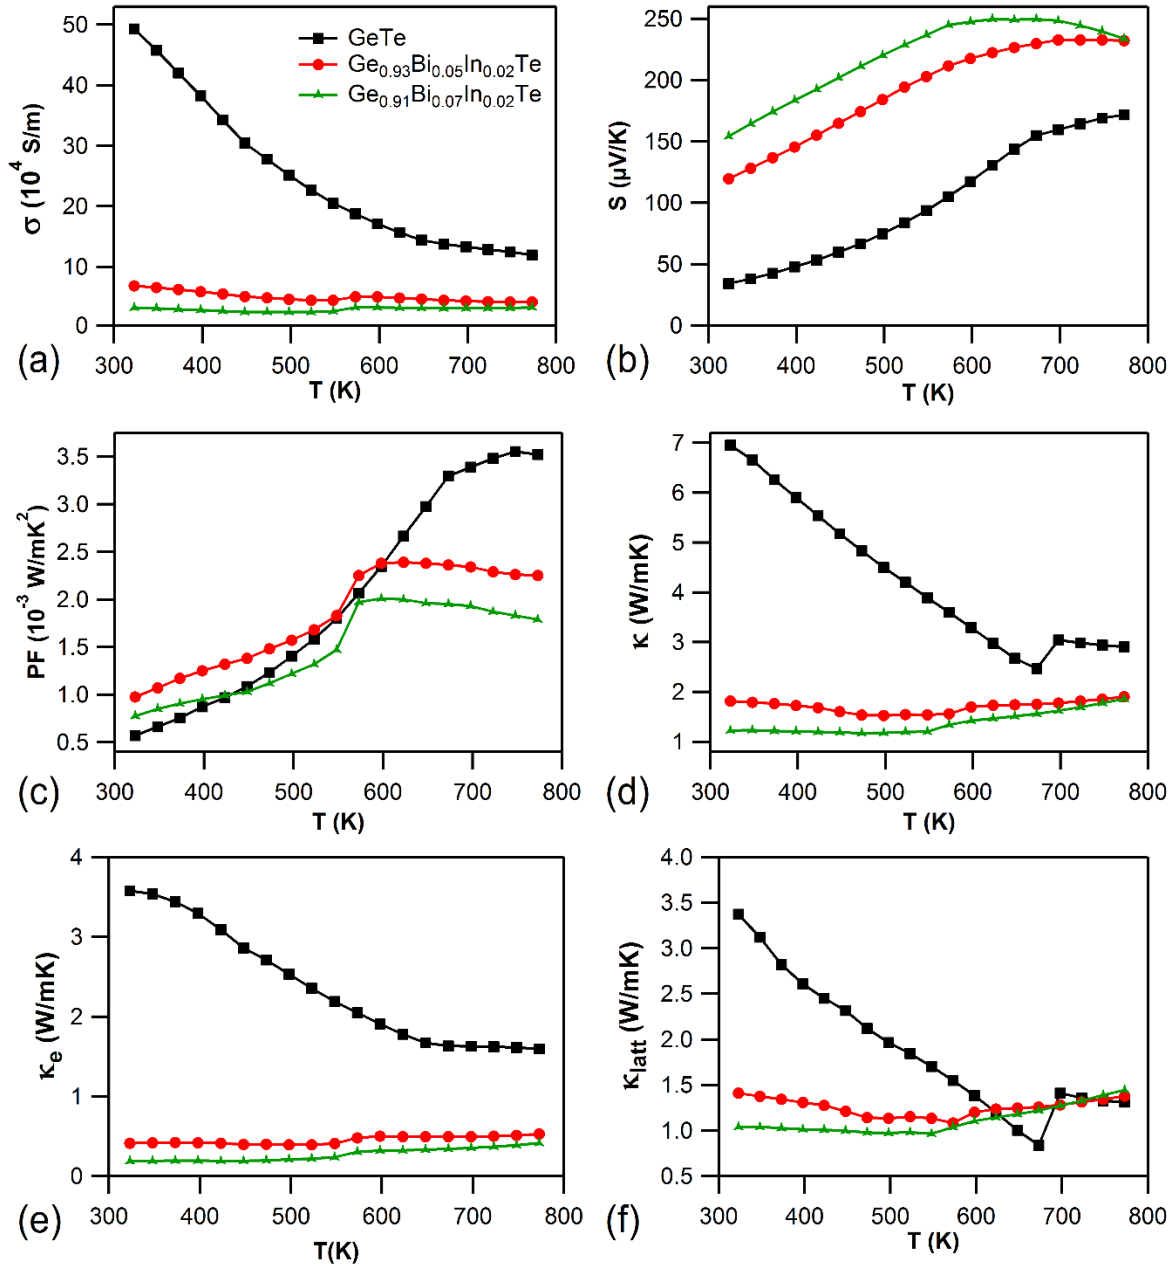 50
40
30
20
10
0
σ (10⁴ S/m)
GeTe
Ge₀.₉₃Bi₀.₀₅In₀.₀₂Te
Ge₀.₉₁Bi₀.₀₇In₀.₀₂Te
300 400 500 600 700 800
T (K)
(a)
250
200
150
100
50
0
S (µV/K)
300 400 500 600 700 800
T (K)
(b)
3.5
3.0
2.5
2.0
1.5
1.0
0.5
PF (10⁻³ W/mK²)
300 400 500 600 700 800
T (K)
(c)
7
6
5
4
3
2
1
κ (W/mK)
300 400 500 600 700 800
T (K)
(d)
4
3
2
1
0
κₑ (W/mK)
300 400 500 600 700 800
T(K)
(e)
4.0
3.5
3.0
2.5
2.0
1.5
1.0
0.5
κₗₐₜₜ (W/mK)
300 400 500 600 700 800
T (K)
(f)